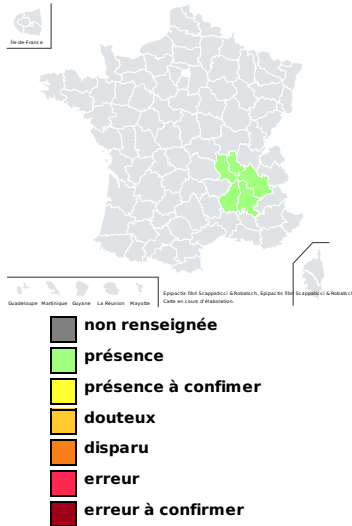 Île-de-France
Guadeloupe Martinique Guyane La Réunion Mayotte
Epipactis fibri Scappaticci & Robatsch, Epipactis fibri Scappaticci & Robatsch
Carte en cours d'élaboration.
non renseignée
présence
présence à confimer
douteux
disparu
erreur
erreur à confirmer